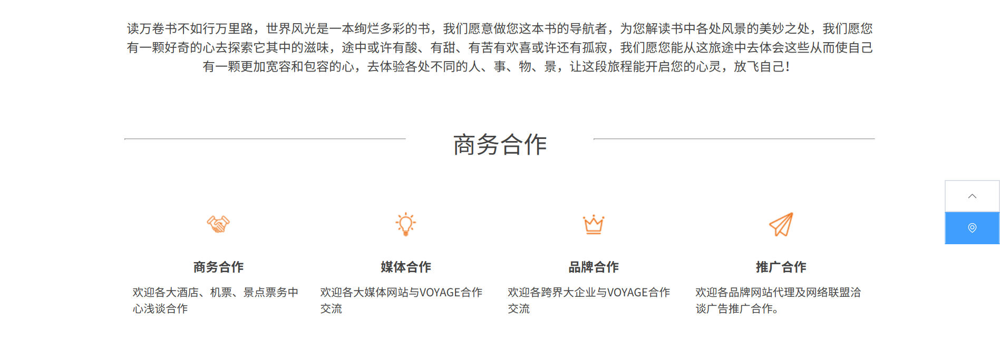 读万卷书不如行万里路，世界风光是一本绚烂多彩的书，我们愿意做您这本书的导航者，为您解读书中各处风景的美妙之处，我们愿您
有一颗好奇的心去探索它其中的滋味，途中或许有酸、有甜、有苦有欢喜或许还有孤寂，我们愿您能从这旅途中去体会这些从而使自己
有一颗更加宽容和包容的心，去体验各处不同的人、事、物、景，让这段旅程能开启您的心灵，放飞自己！
商务合作
商务合作
欢迎各大酒店、机票、景点票务中
心浅谈合作
媒体合作
欢迎各大媒体网站与VOYAGE合作
交流
品牌合作
欢迎各跨界大企业与VOYAGE合作
交流
推广合作
欢迎各品牌网站代理及网络联盟洽
谈广告推广合作。